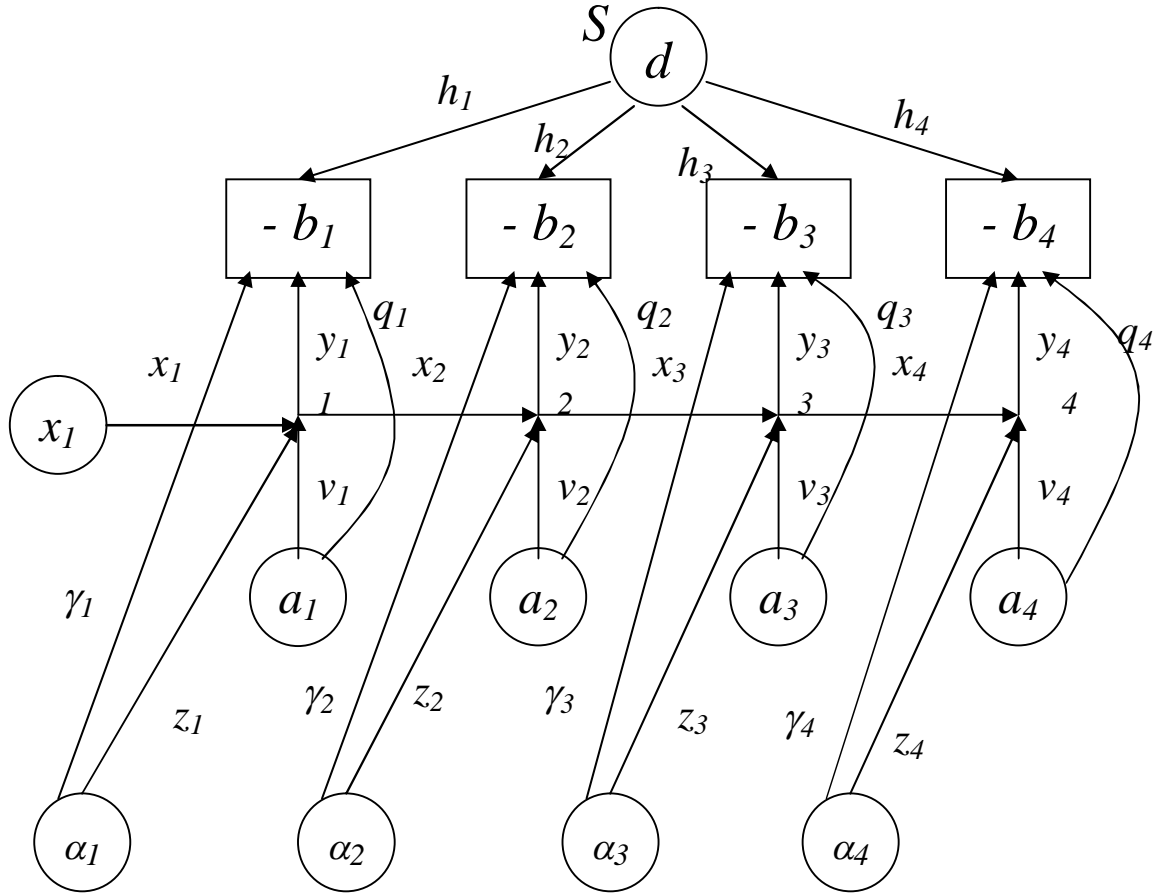 S
d
h1
h2
h3
h4
- b1
- b2
- b3
- b4
q1
q2
q3
q4
x1
y1
x2
y2
x3
y3
x4
y4
x1
1
2
3
4
v1
v2
v3
v4
γ1
a1
a2
a3
a4
z1
γ2
z2
γ3
z3
γ4
z4
α1
α2
α3
α4